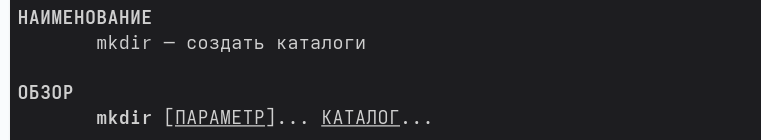 НАИМЕНОВАНИЕ
mkdir — создать каталоги
ОБЗОР
mkdir [ПАРАМЕТР]... КАТАЛОГ...